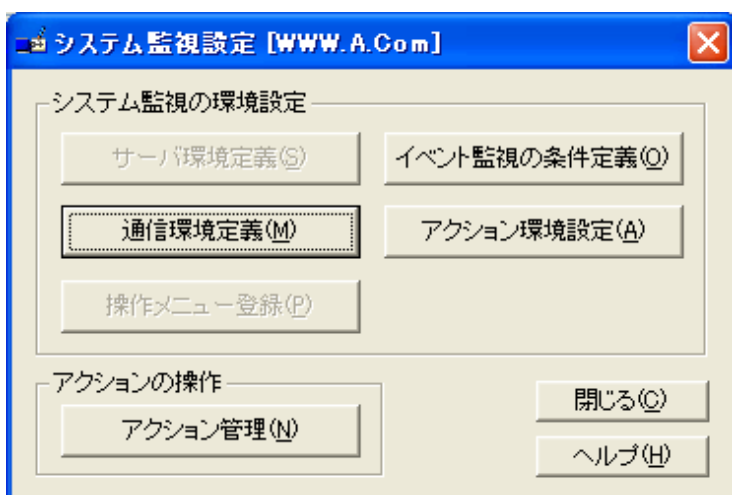 システム監視設定 [WWW.A.Com]
システム監視の環境設定
サーバ環境定義(S) イベント監視の条件定義(O)
通信環境定義(M) アクション環境設定(A)
操作メニュー登録(P)
アクションの操作
アクション管理(N)
閉じる(C)
ヘルプ(H)